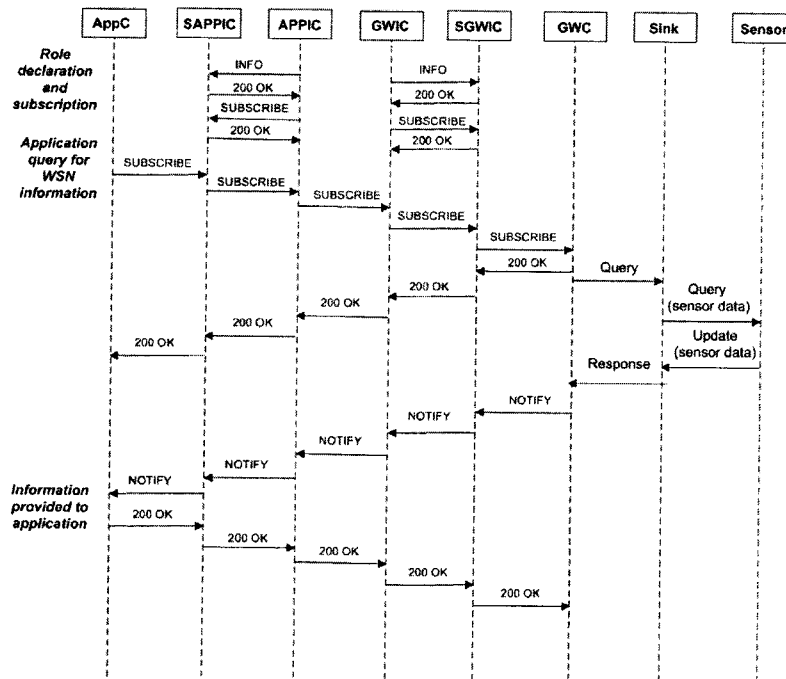 AppC SAPPIC APPIC GWIC SGWIC GWC Sink Sensor
Role
declaration
and
subscription
INFO
INFO
200 OK
200 OK
SUBSCRIBE
SUBSCRIBE
200 OK
200 OK
Application
query for
WSN
information
SUBSCRIBE
SUBSCRIBE
SUBSCRIBE
SUBSCRIBE
SUBSCRIBE
200 OK
Query
200 OK
Query
(sensor data)
200 OK
200 OK
Update
(sensor data)
200 OK
Response
NOTIFY
NOTIFY
NOTIFY
NOTIFY
NOTIFY
Information
provided to
application
200 OK
200 OK
200 OK
200 OK
200 OK